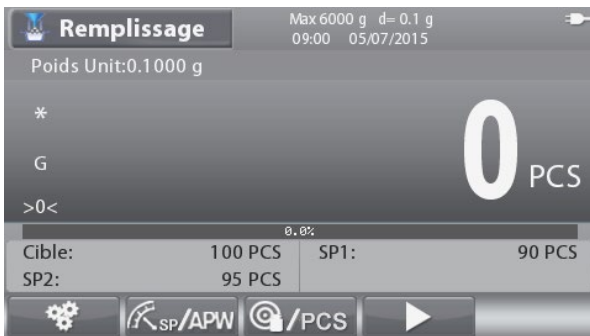 Remplissage
Max 6000 g d= 0.1 g
09:00 05/07/2015
Poids Unit:0.1000 g
*
G
0 PCS
>0<
0.0%
Cible: 100 PCS SP1: 90 PCS
SP2: 95 PCS
SP/APW /PCS